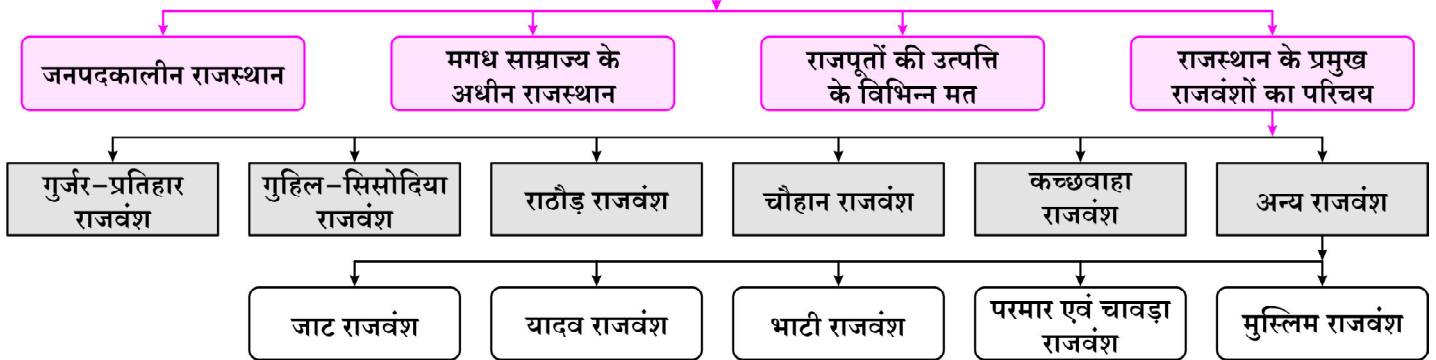 जनपदकालीन राजस्थान
मगध साम्राज्य के
अधीन राजस्थान
राजपूतों की उत्पत्ति
के विभिन्न मत
राजस्थान के प्रमुख
राजवंशों का परिचय
गुर्जर–प्रतिहार
राजवंश
गुहिल–सिसोदिया
राजवंश
राठौड़ राजवंश
चौहान राजवंश
कच्छवाहा
राजवंश
अन्य राजवंश
जाट राजवंश
यादव राजवंश
भाटी राजवंश
परमार एवं चावड़ा
राजवंश
मुस्लिम राजवंश